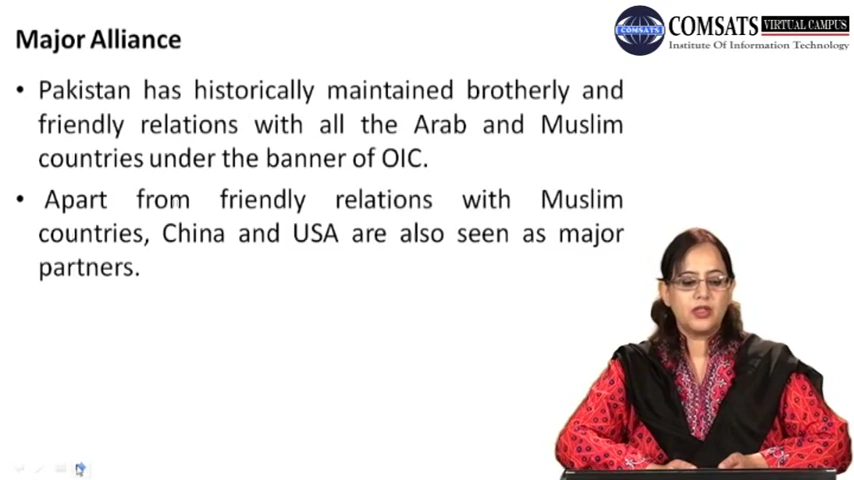 Major Alliance
COMSATS VIRTUAL CAMPUS
COMSATS
Institute Of Information Technology
• Pakistan has historically maintained brotherly and
friendly relations with all the Arab and Muslim
countries under the banner of OIC.
• Apart from friendly relations with Muslim
countries, China and USA are also seen as major
partners.